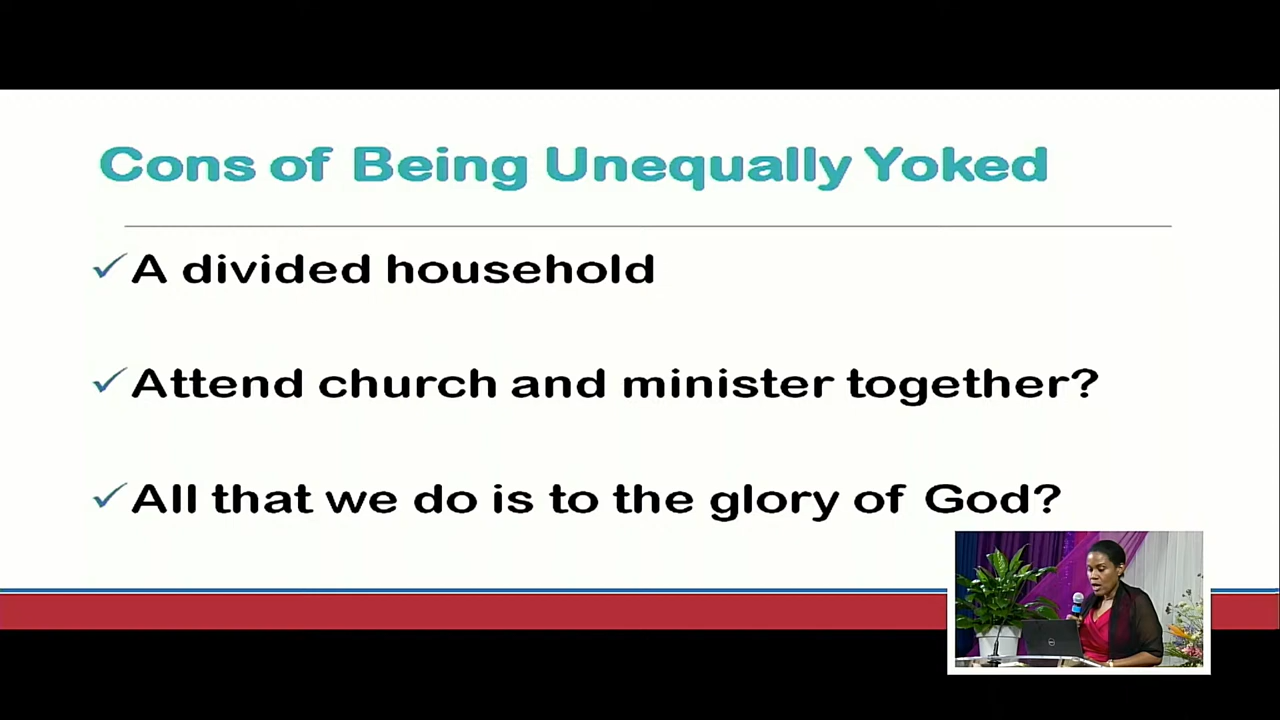 Cons of Being Unequally Yoked
A divided household
Attend church and minister together?
All that we do is to the glory of God?